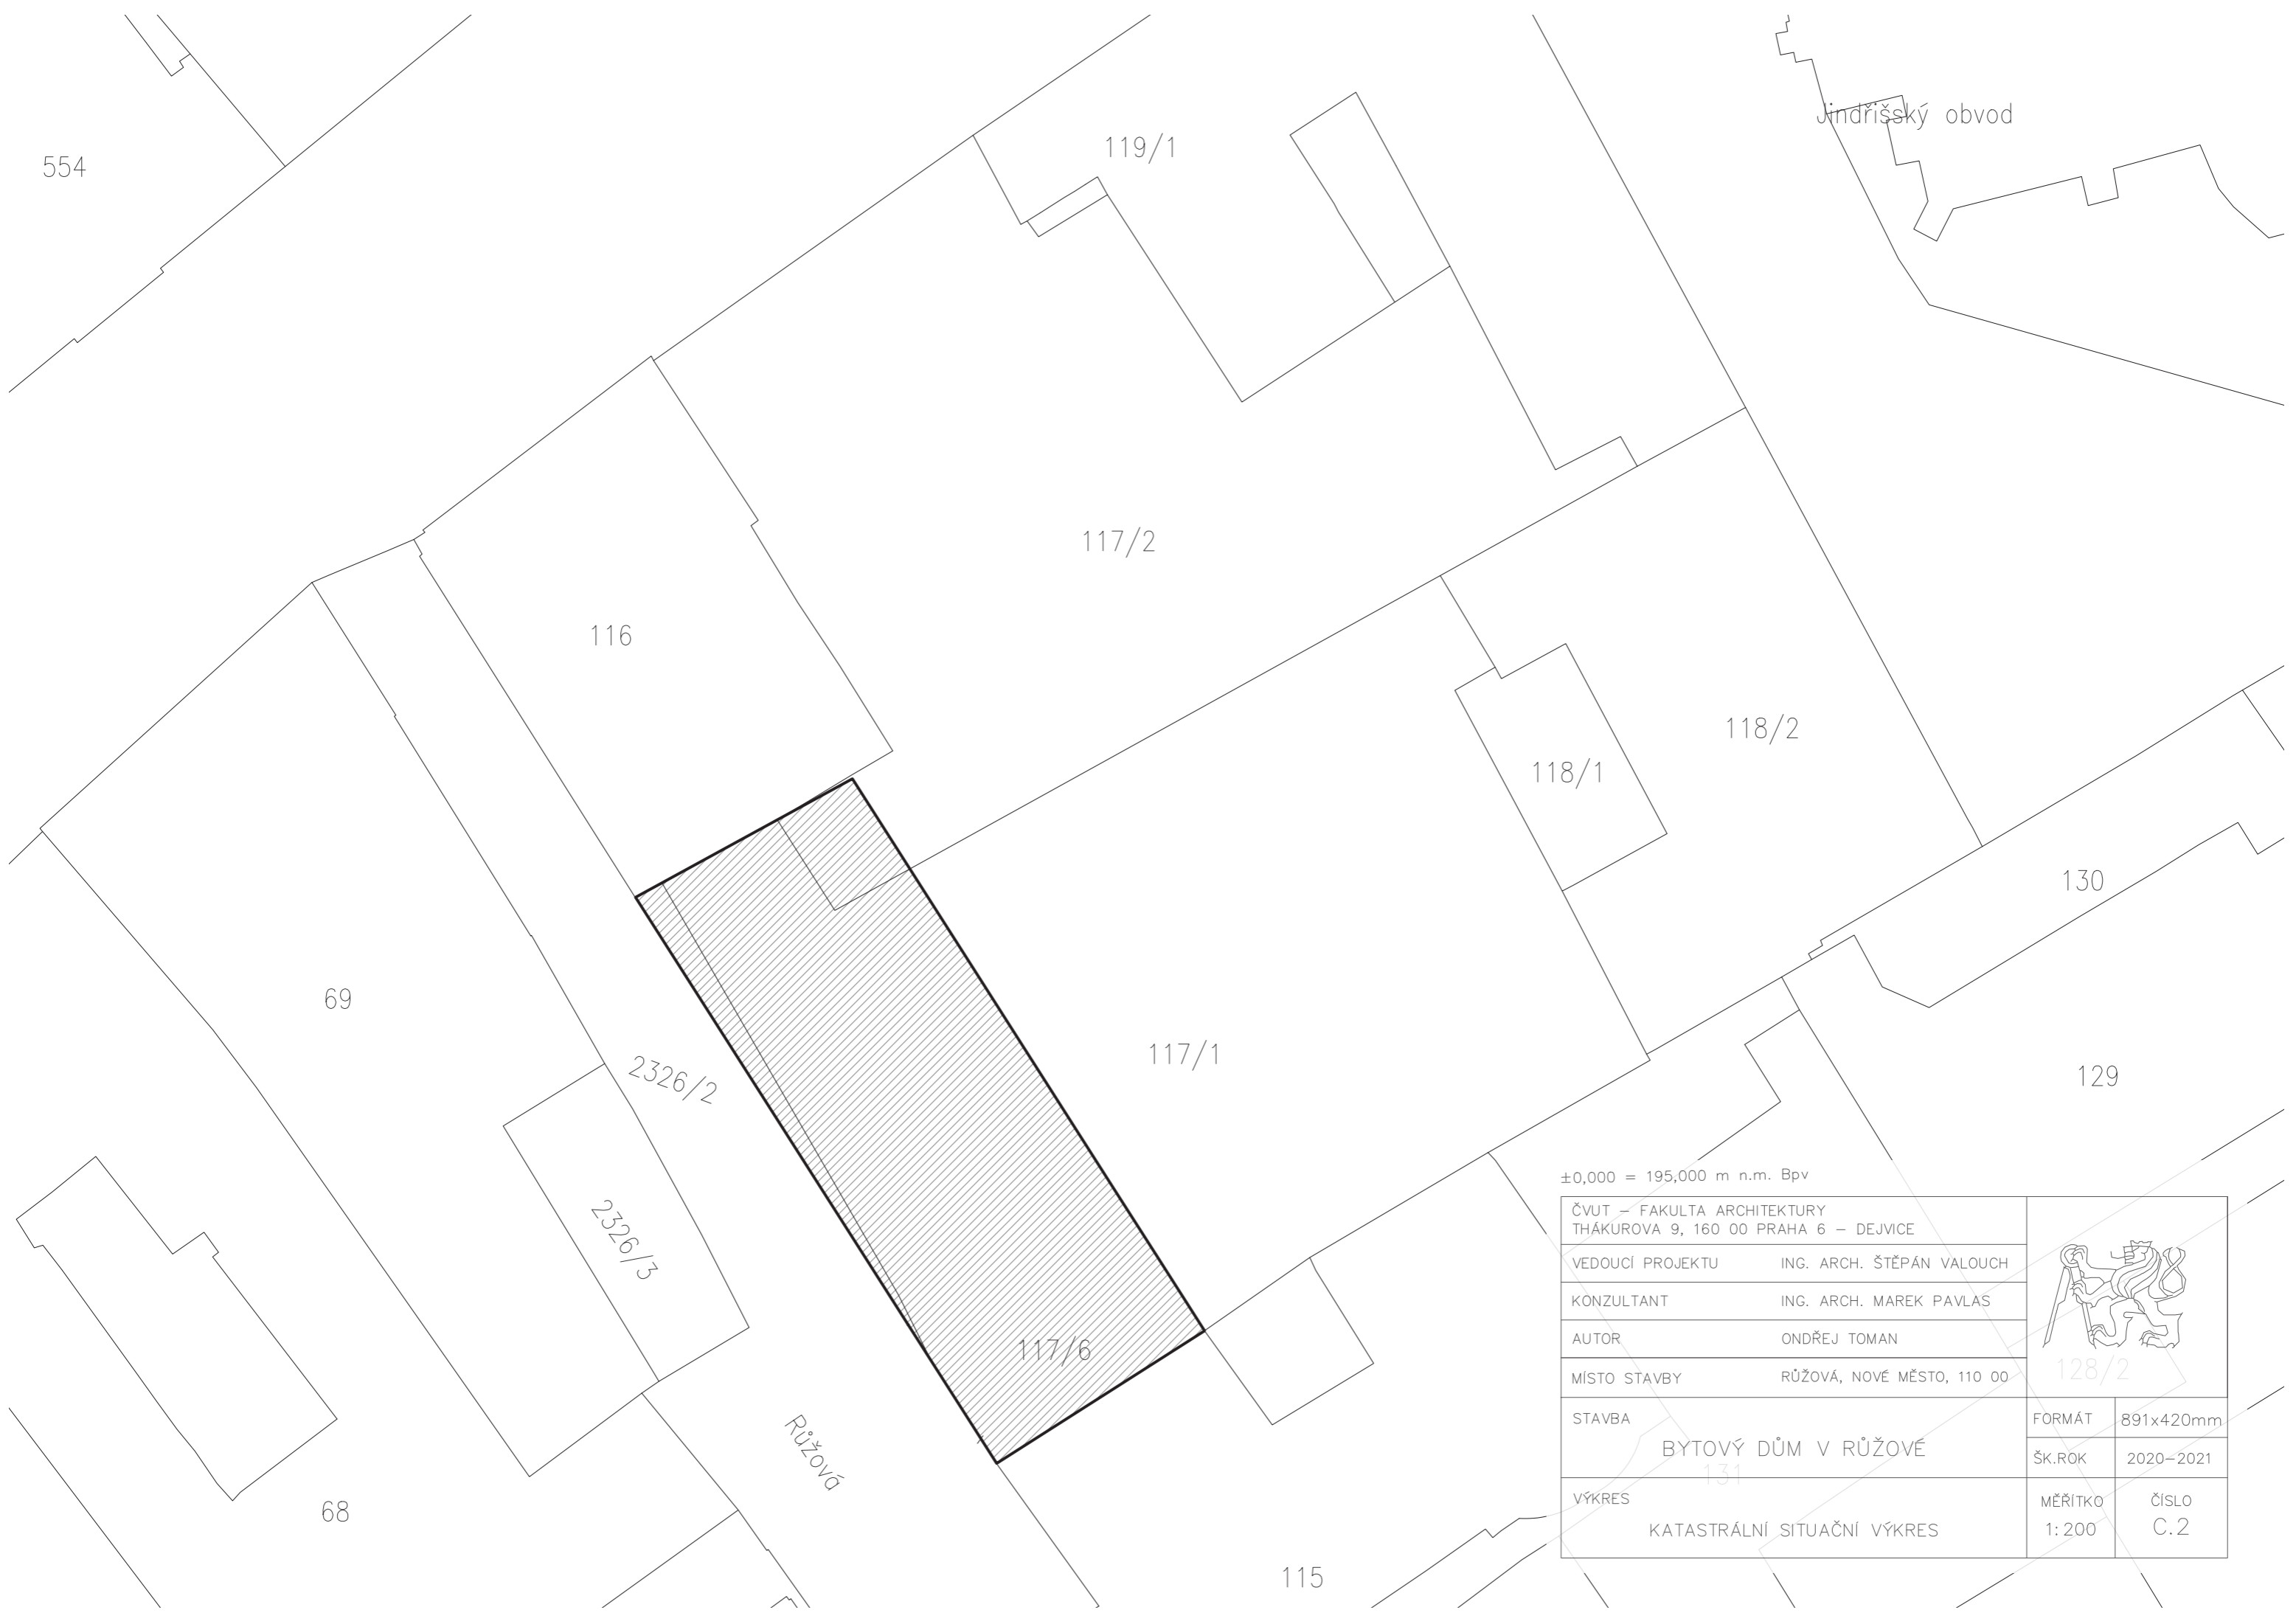 Jindřišský obvod
119/1
554
117/2
116
118/2
118/1
130
69
117/1
2326/2
129
2326/3
117/6
Růžová
68
115
±0,000 = 195,000 m n.m. Bpv
ČVUT – FAKULTA ARCHITEKTURY
THÁKUROVA 9, 160 00 PRAHA 6 – DEJVICE
VEDOUCÍ PROJEKTU ING. ARCH. ŠTĚPÁN VALOUCH
KONZULTANT ING. ARCH. MAREK PAVLAS
AUTOR ONDŘEJ TOMAN
MÍSTO STAVBY RŮŽOVÁ, NOVÉ MĚSTO, 110 00
128/2
STAVBA
BYTOVÝ DŮM V RŮŽOVÉ
131
FORMÁT 891x420mm
ŠK.ROK 2020–2021
VÝKRES
KATASTRÁLNÍ SITUAČNÍ VÝKRES
MĚŘÍTKO
1:200
ČÍSLO
C.2